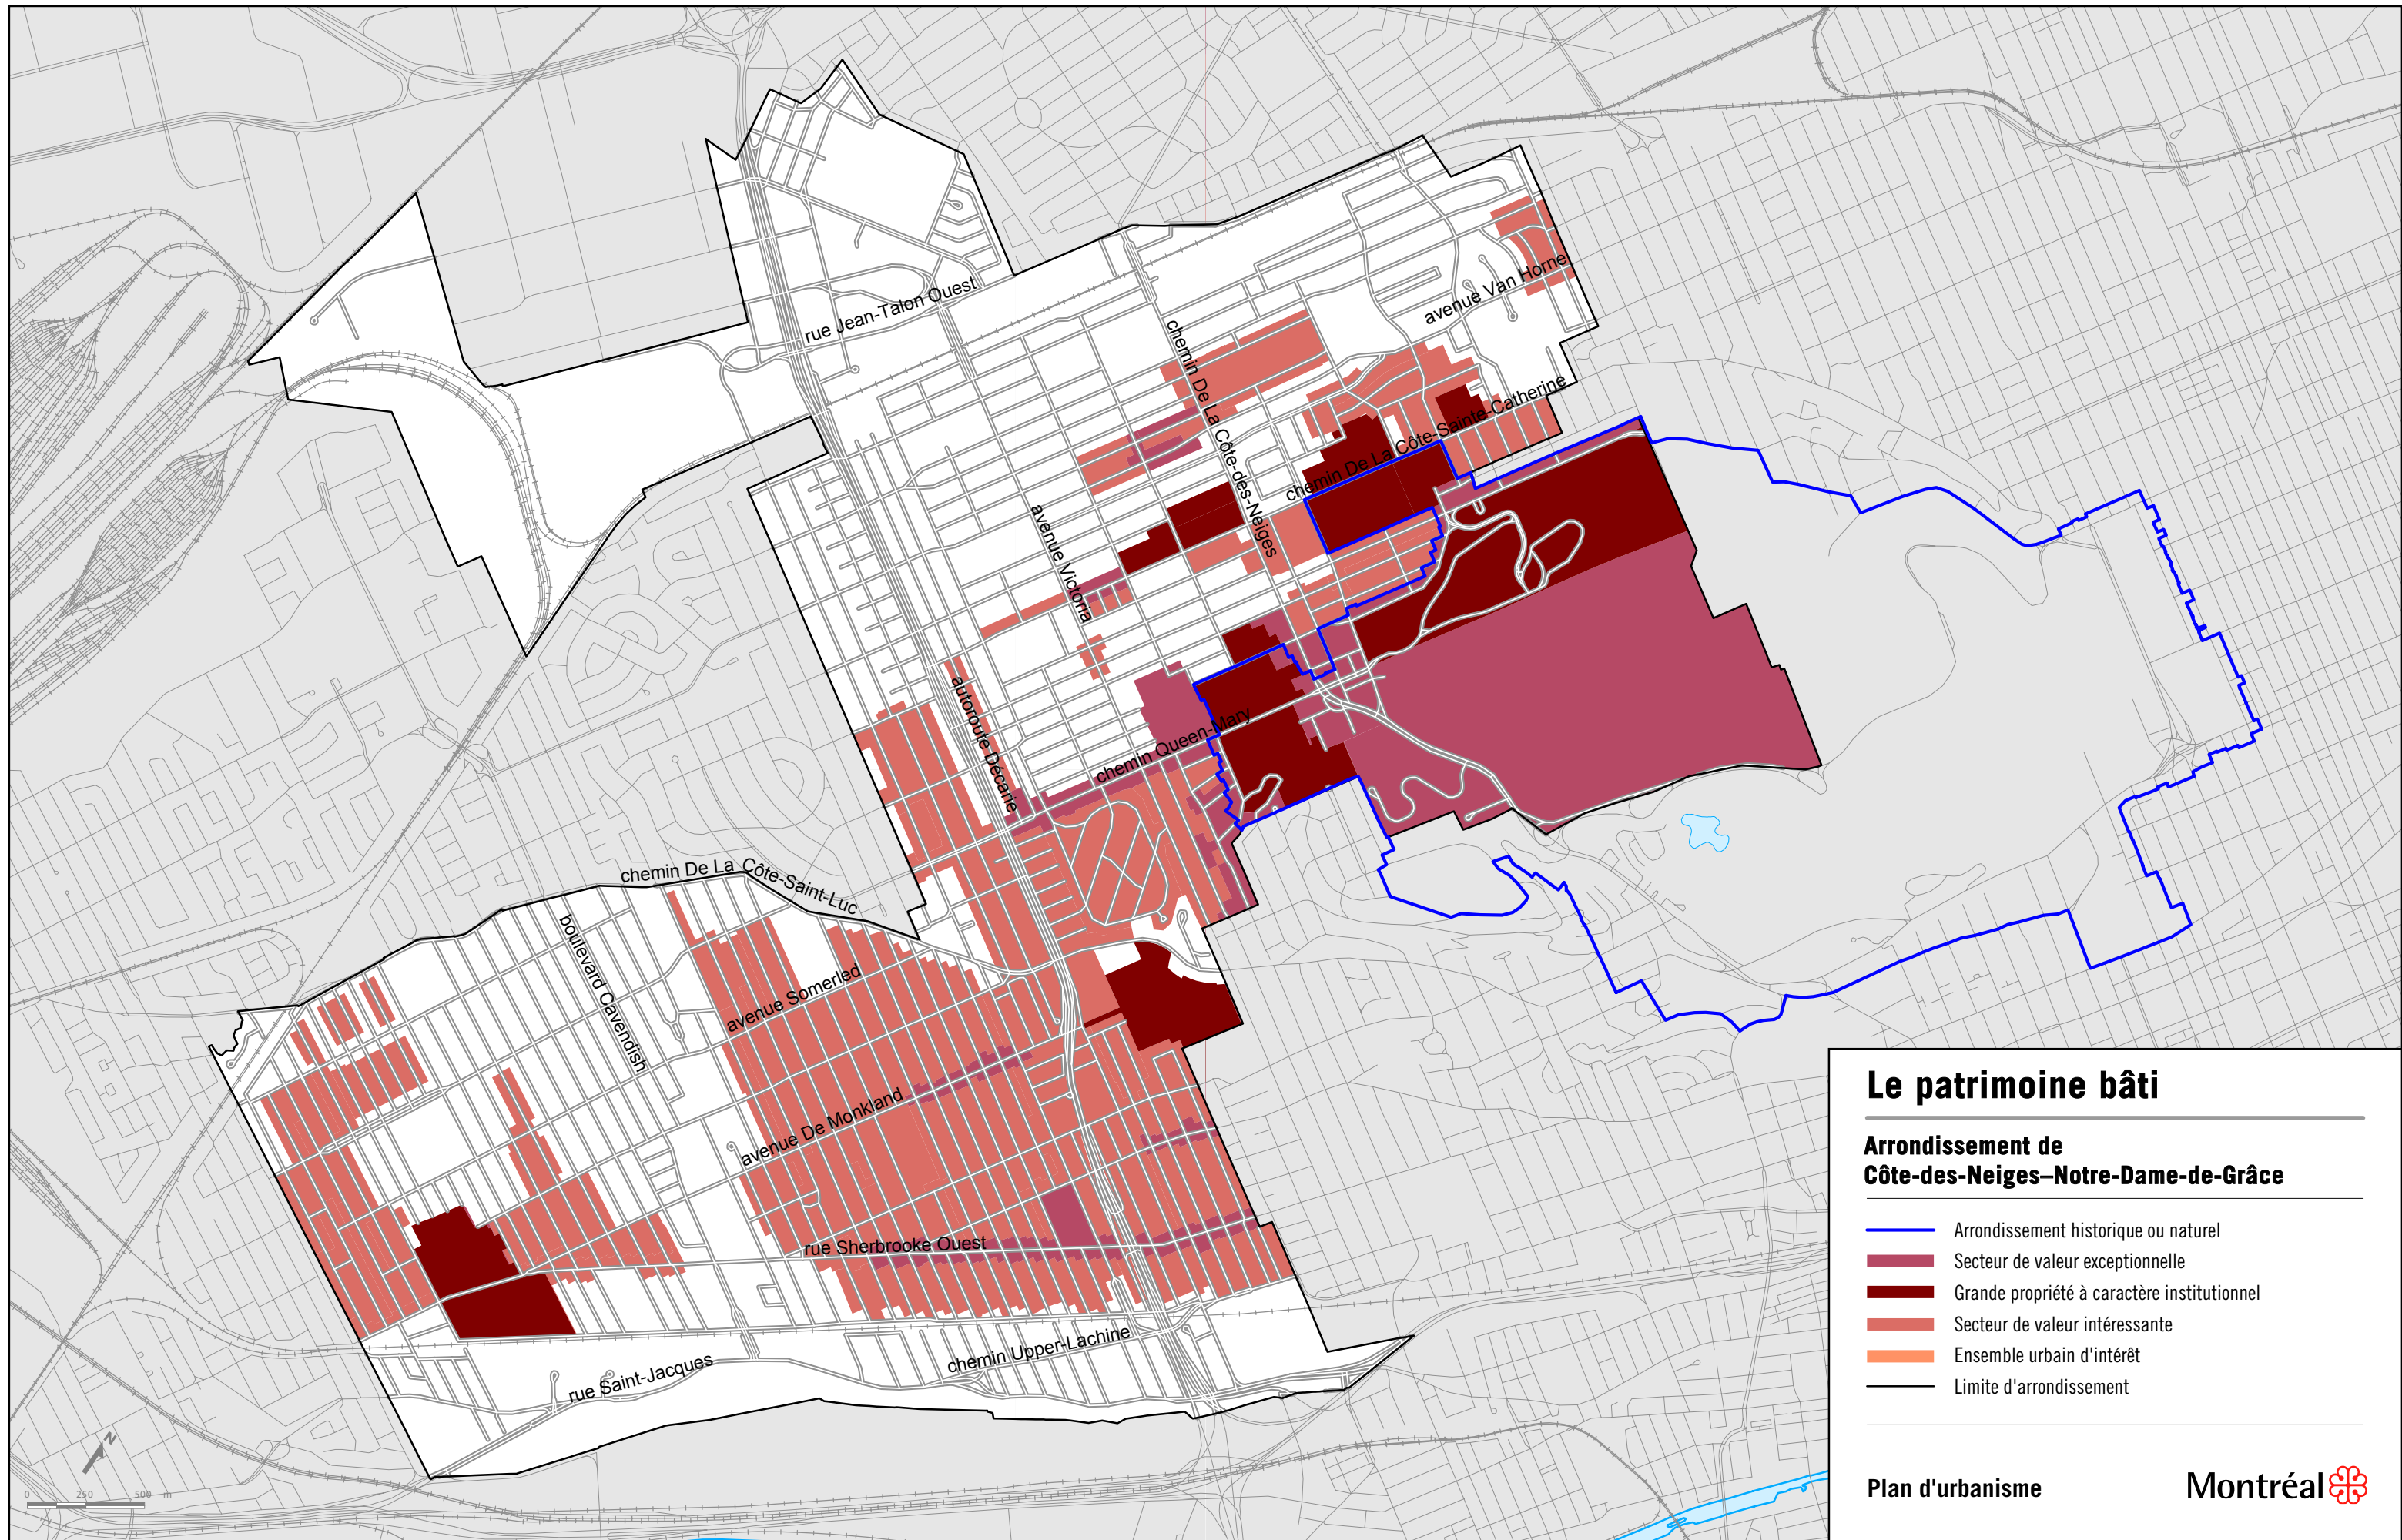 rue Jean-Talon Ouest
avenue Van Horne
chemin De La Côte-des-Neiges
chemin De La Côte-Sainte-Catherine
avenue Victoria
autoroute Décarie
chemin Queen-Mary
chemin De La Côte-Saint-Luc
boulevard Cavendish
avenue Somerled
avenue De Monkland
rue Sherbrooke Ouest
chemin Upper-Lachine
rue Saint-Jacques
N
0 250 500 m
Le patrimoine bâti
Arrondissement de
Côte-des-Neiges–Notre-Dame-de-Grâce
Arrondissement historique ou naturel
Secteur de valeur exceptionnelle
Grande propriété à caractère institutionnel
Secteur de valeur intéressante
Ensemble urbain d'intérêt
Limite d'arrondissement
Plan d'urbanisme
Montréal